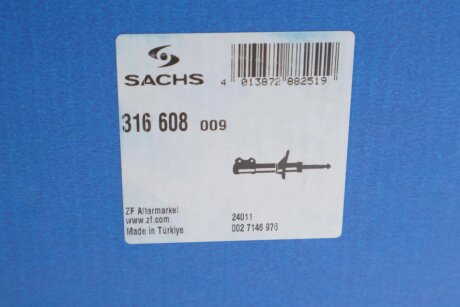 SACHS
4 013872 882519
316 608 009
ZF Aftermarket
www.zf.com
Made in Türkiye
24011
002 7146 976